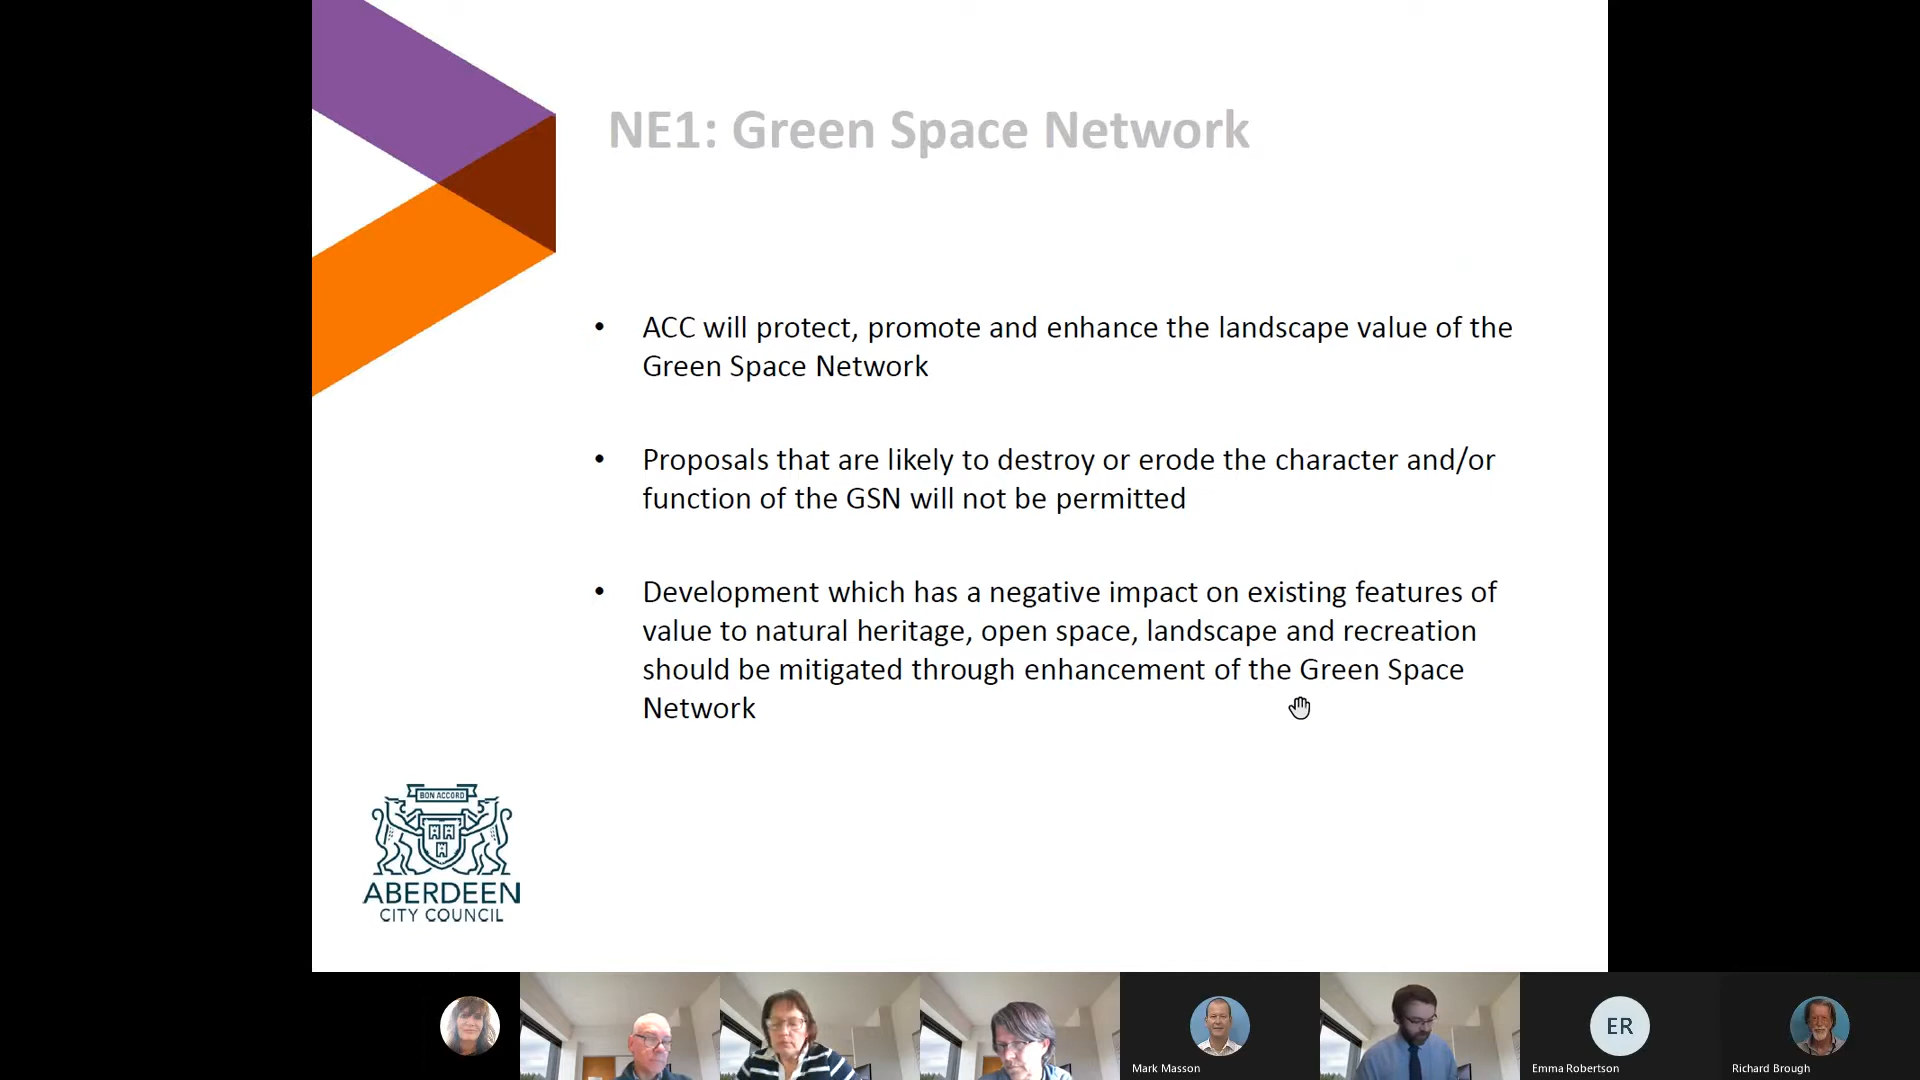 NE1: Green Space Network
• ACC will protect, promote and enhance the landscape value of the
Green Space Network
• Proposals that are likely to destroy or erode the character and/or
function of the GSN will not be permitted
• Development which has a negative impact on existing features of
value to natural heritage, open space, landscape and recreation
should be mitigated through enhancement of the Green Space
Network
BON ACCORD
ABERDEEN
CITY COUNCIL
Mark Masson
ER
Emma Robertson
Richard Brough